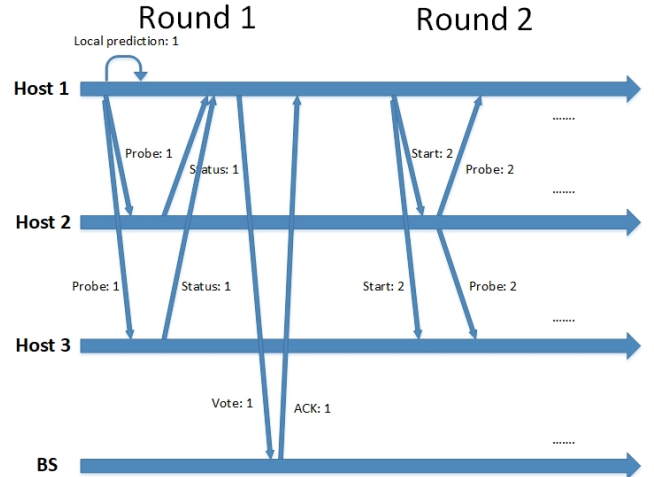 Round 1
Round 2
Local prediction: 1
Host 1
.......
Probe: 1
Status: 1
Start: 2
Probe: 2
.......
Host 2
Probe: 1
Status: 1
Start: 2
Probe: 2
.......
Host 3
Vote: 1
ACK: 1
.......
BS